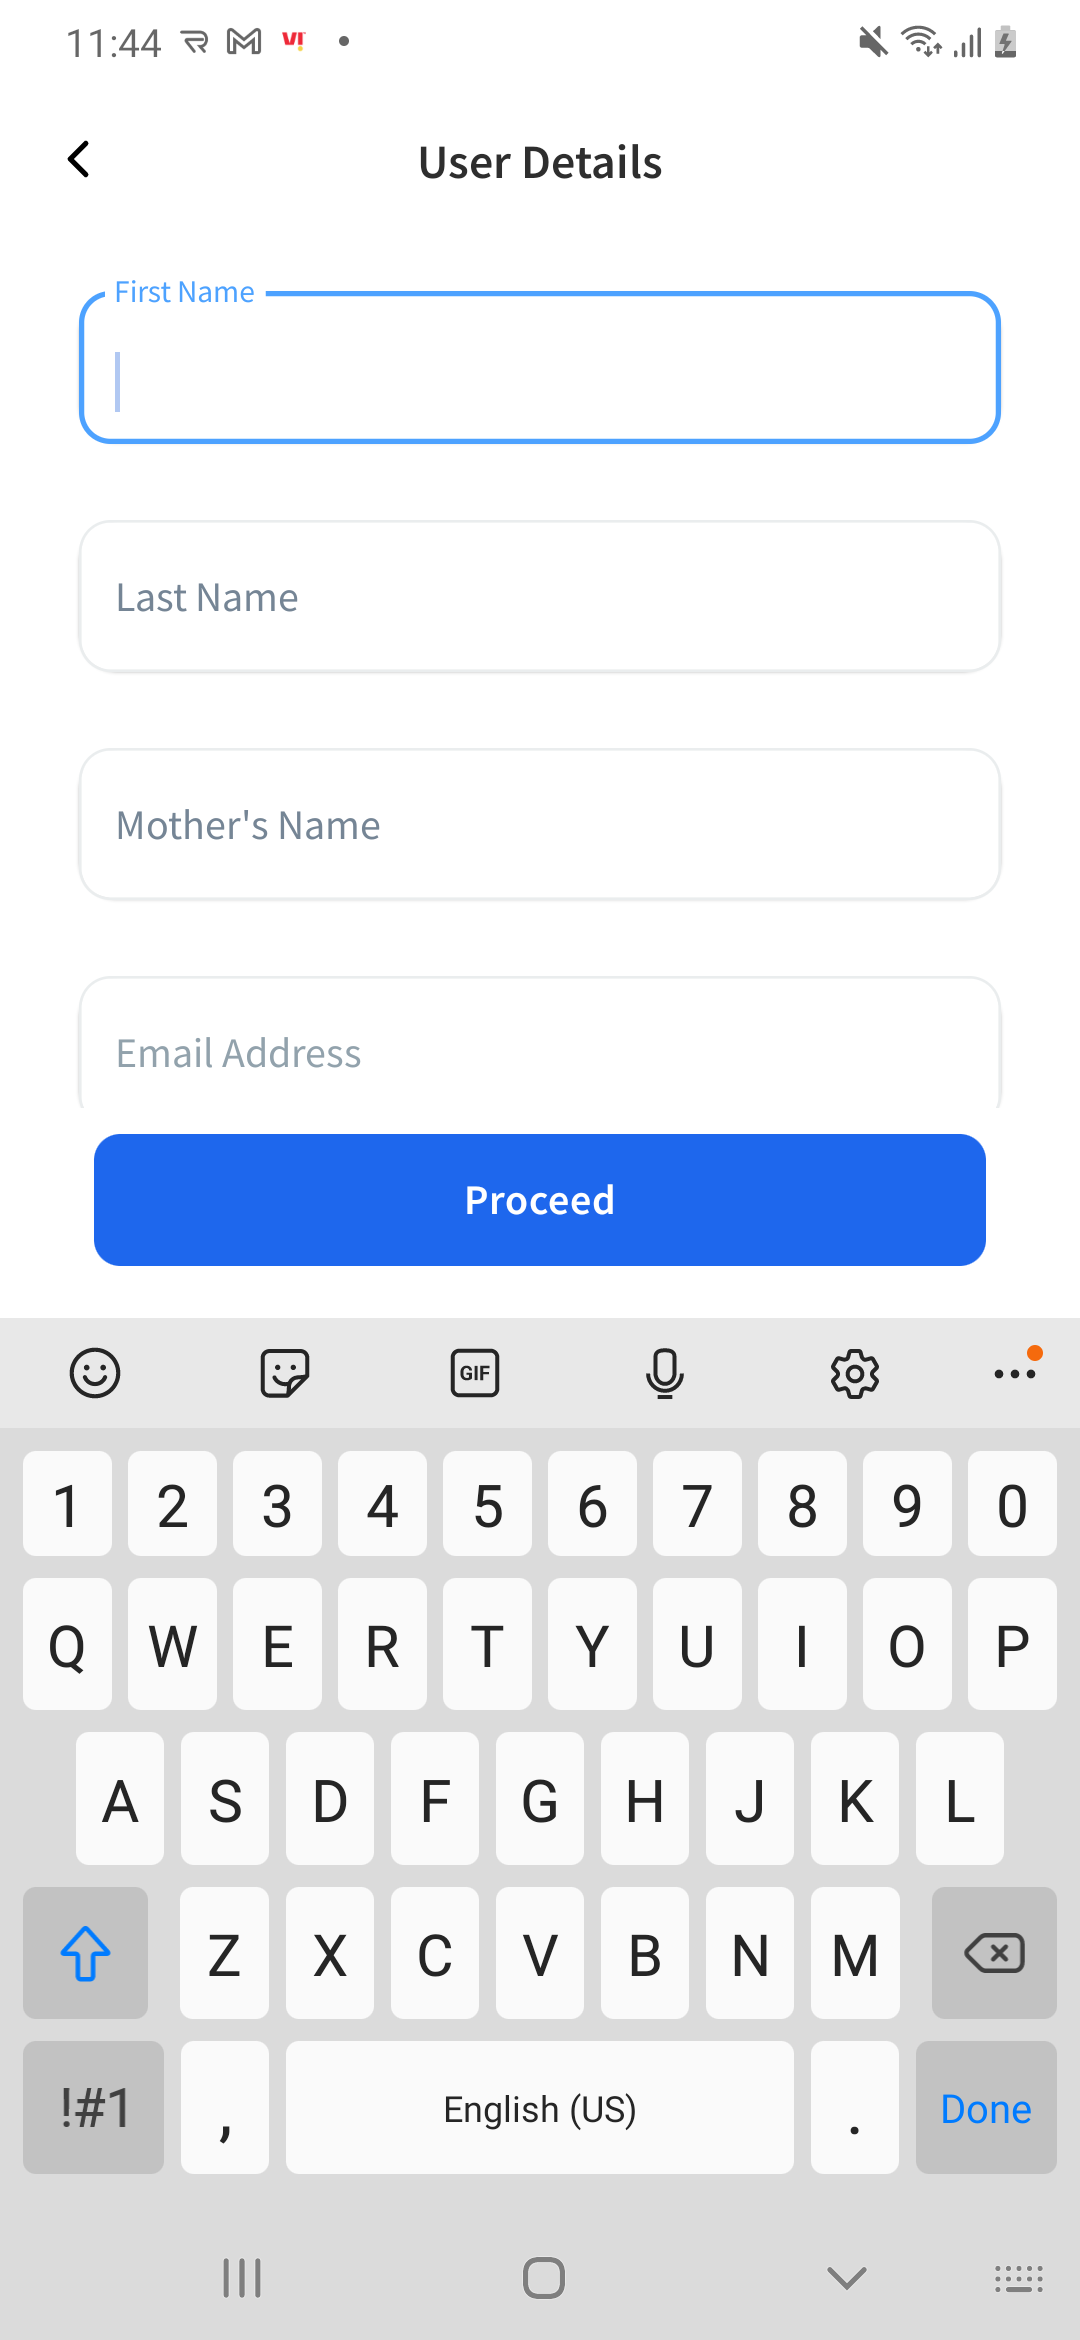 11:44
User Details
First Name
Last Name
Mother's Name
Email Address
Proceed
GIF
1 2 3 4 5 6 7 8 9 0
Q W E R T Y U I O P
A S D F G H J K L
Z X C V B N M
!#1 , English (US) . Done